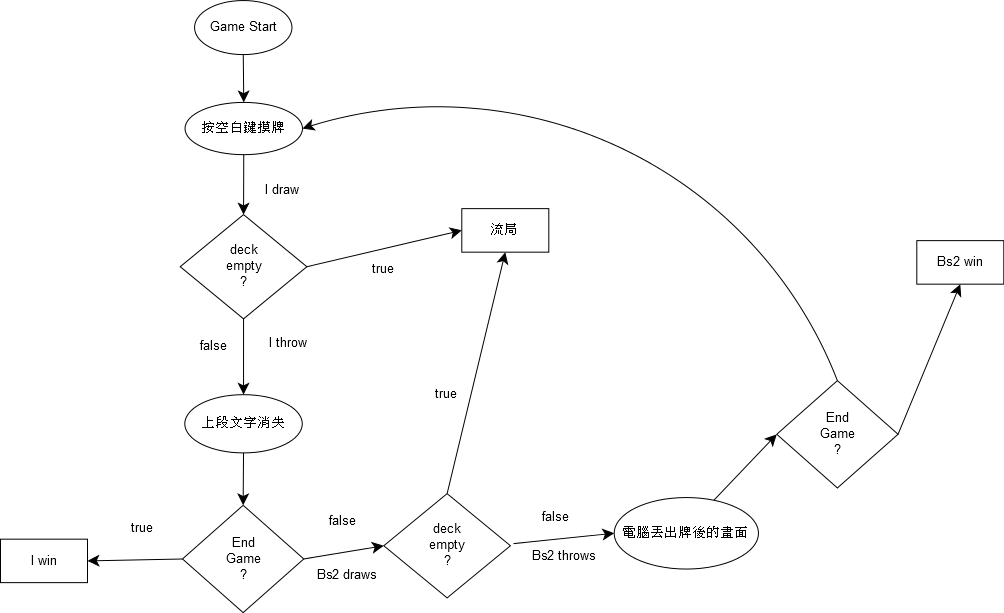 Game Start
按空白鍵摸牌
I draw
deck
empty
?
true
流局
false
I throw
上段文字消失
End
Game
?
true
I win
false
Bs2 draws
deck
empty
?
true
false
Bs2 throws
電腦丟出牌後的畫面
End
Game
?
Bs2 win